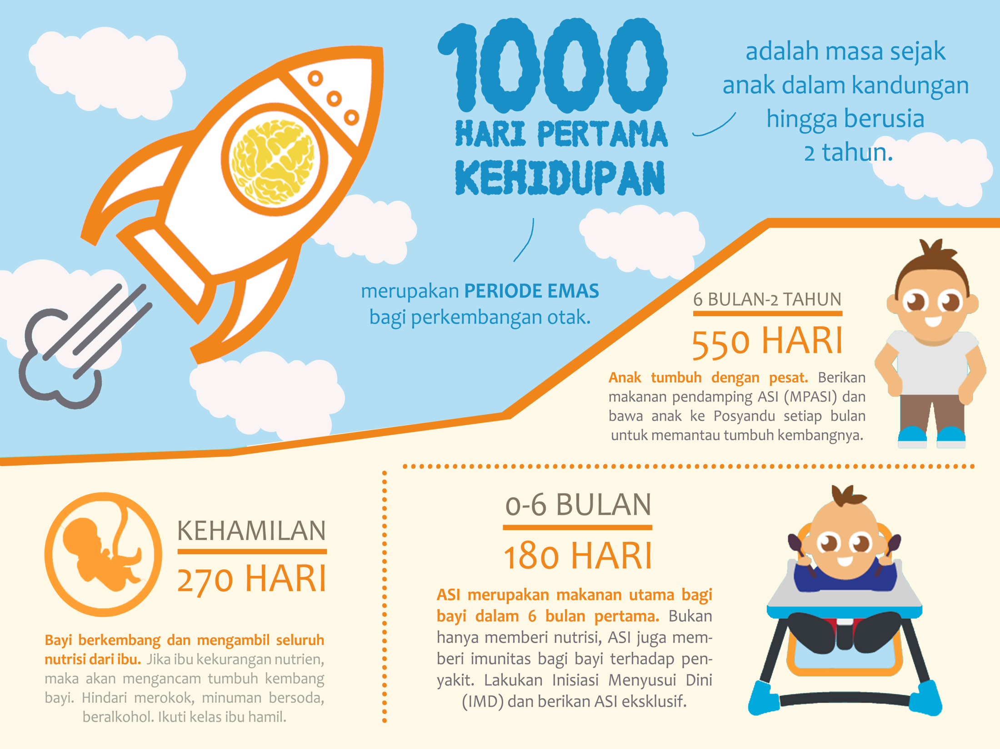 1000
HARI PERTAMA
KEHIDUPAN
adalah masa sejak
anak dalam kandungan
hingga berusia
2 tahun.
merupakan PERIODE EMAS
bagi perkembangan otak.
6 BULAN-2 TAHUN
550 HARI
Anak tumbuh dengan pesat. Berikan
makanan pendamping ASI (MPASI) dan
bawa anak ke Posyandu setiap bulan
untuk memantau tumbuh kembangnya.
KEHAMILAN
270 HARI
Bayi berkembang dan mengambil seluruh
nutrisi dari ibu. Jika ibu kekurangan nutrien,
maka akan mengancam tumbuh kembang
bayi. Hindari merokok, minuman bersoda,
beralkohol. Ikuti kelas ibu hamil.
0-6 BULAN
180 HARI
ASI merupakan makanan utama bagi
bayi dalam 6 bulan pertama. Bukan
hanya memberi nutrisi, ASI juga mem-
beri imunitas bagi bayi terhadap pen-
yakit. Lakukan Inisiasi Menyusui Dini
(IMD) dan berikan ASI eksklusif.